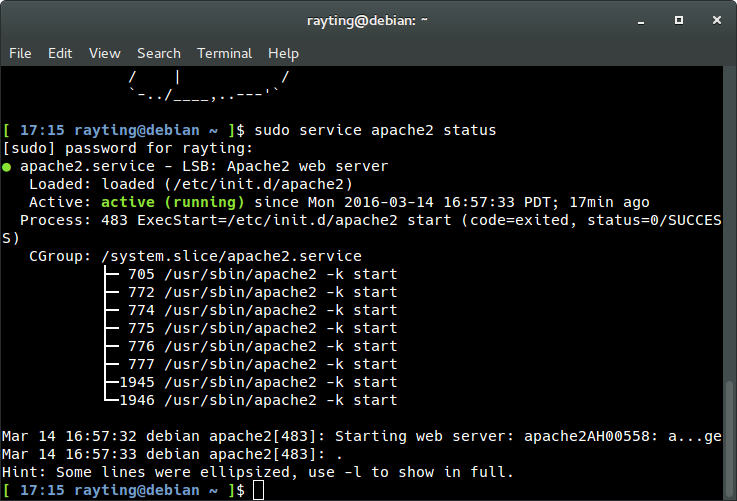 rayting@debian: ~
File Edit View Search Terminal Help
/    |           /
`-../____,..---'`
[ 17:15 rayting@debian ~ ]$ sudo service apache2 status
[sudo] password for rayting:
● apache2.service - LSB: Apache2 web server
Loaded: loaded (/etc/init.d/apache2)
Active: active (running) since Mon 2016-03-14 16:57:33 PDT; 17min ago
Process: 483 ExecStart=/etc/init.d/apache2 start (code=exited, status=0/SUCCES
S)
CGroup: /system.slice/apache2.service
├─ 705 /usr/sbin/apache2 -k start
├─ 772 /usr/sbin/apache2 -k start
├─ 774 /usr/sbin/apache2 -k start
├─ 775 /usr/sbin/apache2 -k start
├─ 776 /usr/sbin/apache2 -k start
├─ 777 /usr/sbin/apache2 -k start
├─1945 /usr/sbin/apache2 -k start
└─1946 /usr/sbin/apache2 -k start
Mar 14 16:57:32 debian apache2[483]: Starting web server: apache2AH00558: a...ge
Mar 14 16:57:33 debian apache2[483]: .
Hint: Some lines were ellipsized, use -l to show in full.
[ 17:15 rayting@debian ~ ]$